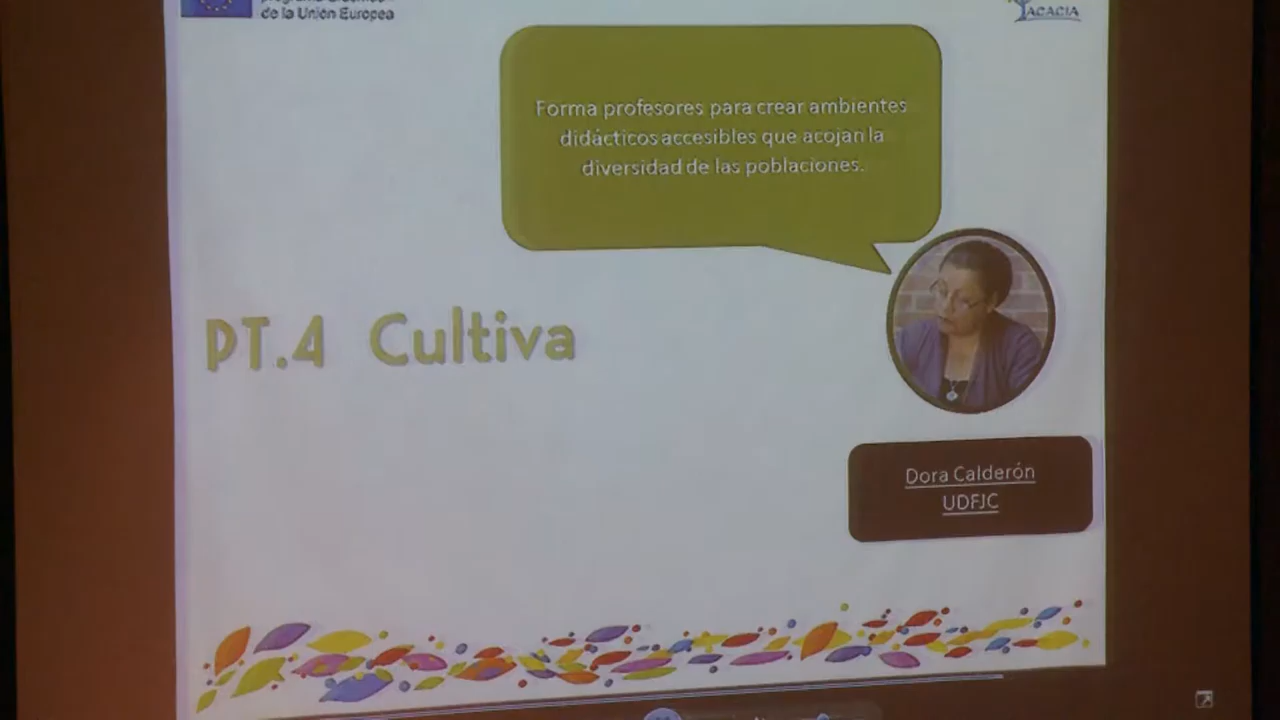 de la Unión Europea
ACACIA
Forma profesores para crear ambientes
didácticos accesibles que acojan la
diversidad de las poblaciones.
PT.4 Cultiva
Dora Calderón
UDFJC